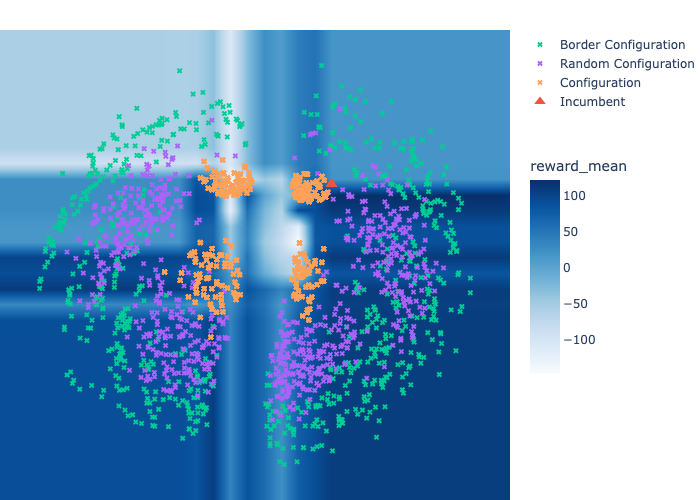 Border Configuration
Random Configuration
Configuration
Incumbent
reward_mean
100
50
0
−50
−100